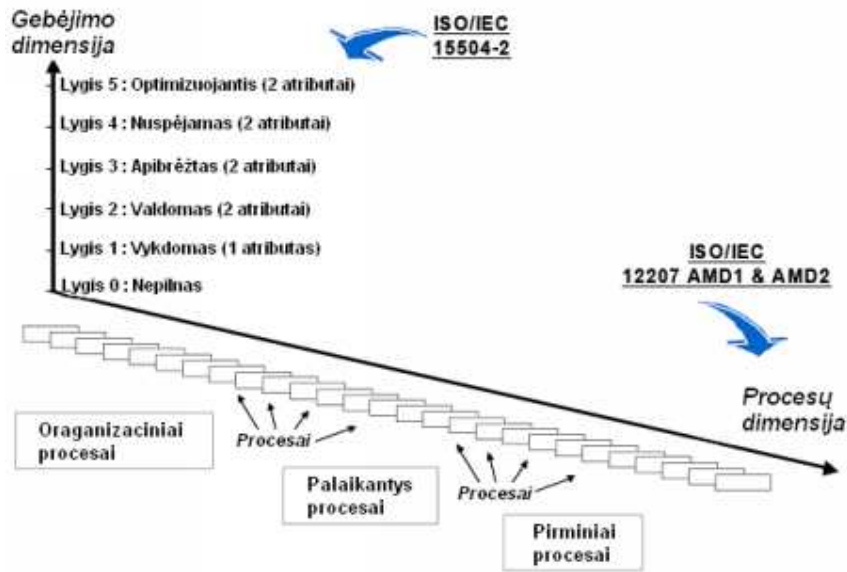 Gebėjimo
dimensija
ISO/IEC
15504-2
Lygis 5 : Optimizuojantis (2 atributai)
Lygis 4 : Nuspėjamas (2 atributai)
Lygis 3 : Apibrėžtas (2 atributai)
Lygis 2 : Valdomas (2 atributai)
Lygis 1 : Vykdomas (1 atributas)
Lygis 0 : Nepilnas
ISO/IEC
12207 AMD1 & AMD2
Procesų
dimensija
Oraganizaciniai
procesai
Procesai
Palaikantys
procesai
Procesai
Pirminiai
procesai